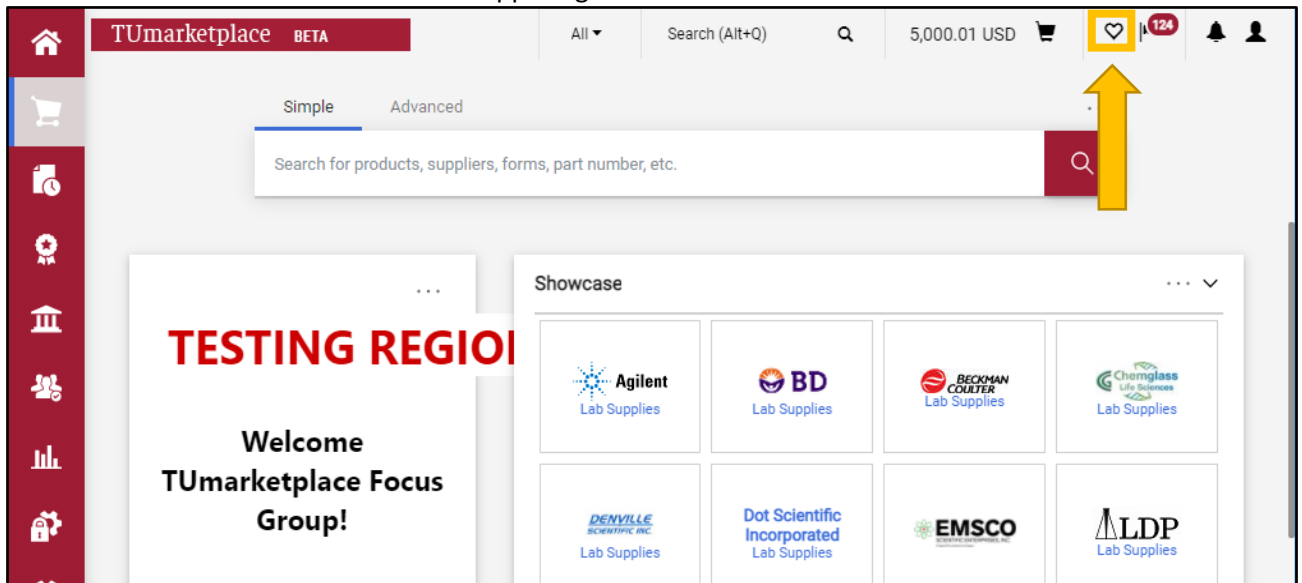 TUmarketplace BETA
All
Search (Alt+Q)
5,000.01 USD
124
Simple Advanced
Search for products, suppliers, forms, part number, etc.
TESTING REGIO
Welcome
TUmarketplace Focus
Group!
Showcase
Agilent
Lab Supplies
BD
Lab Supplies
BECKMAN
COULTER
Lab Supplies
Chemglass
Life Sciences
Lab Supplies
DENVILLE
SCIENTIFIC INC.
Lab Supplies
Dot Scientific
Incorporated
Lab Supplies
EMSCO
LDP
Lab Supplies